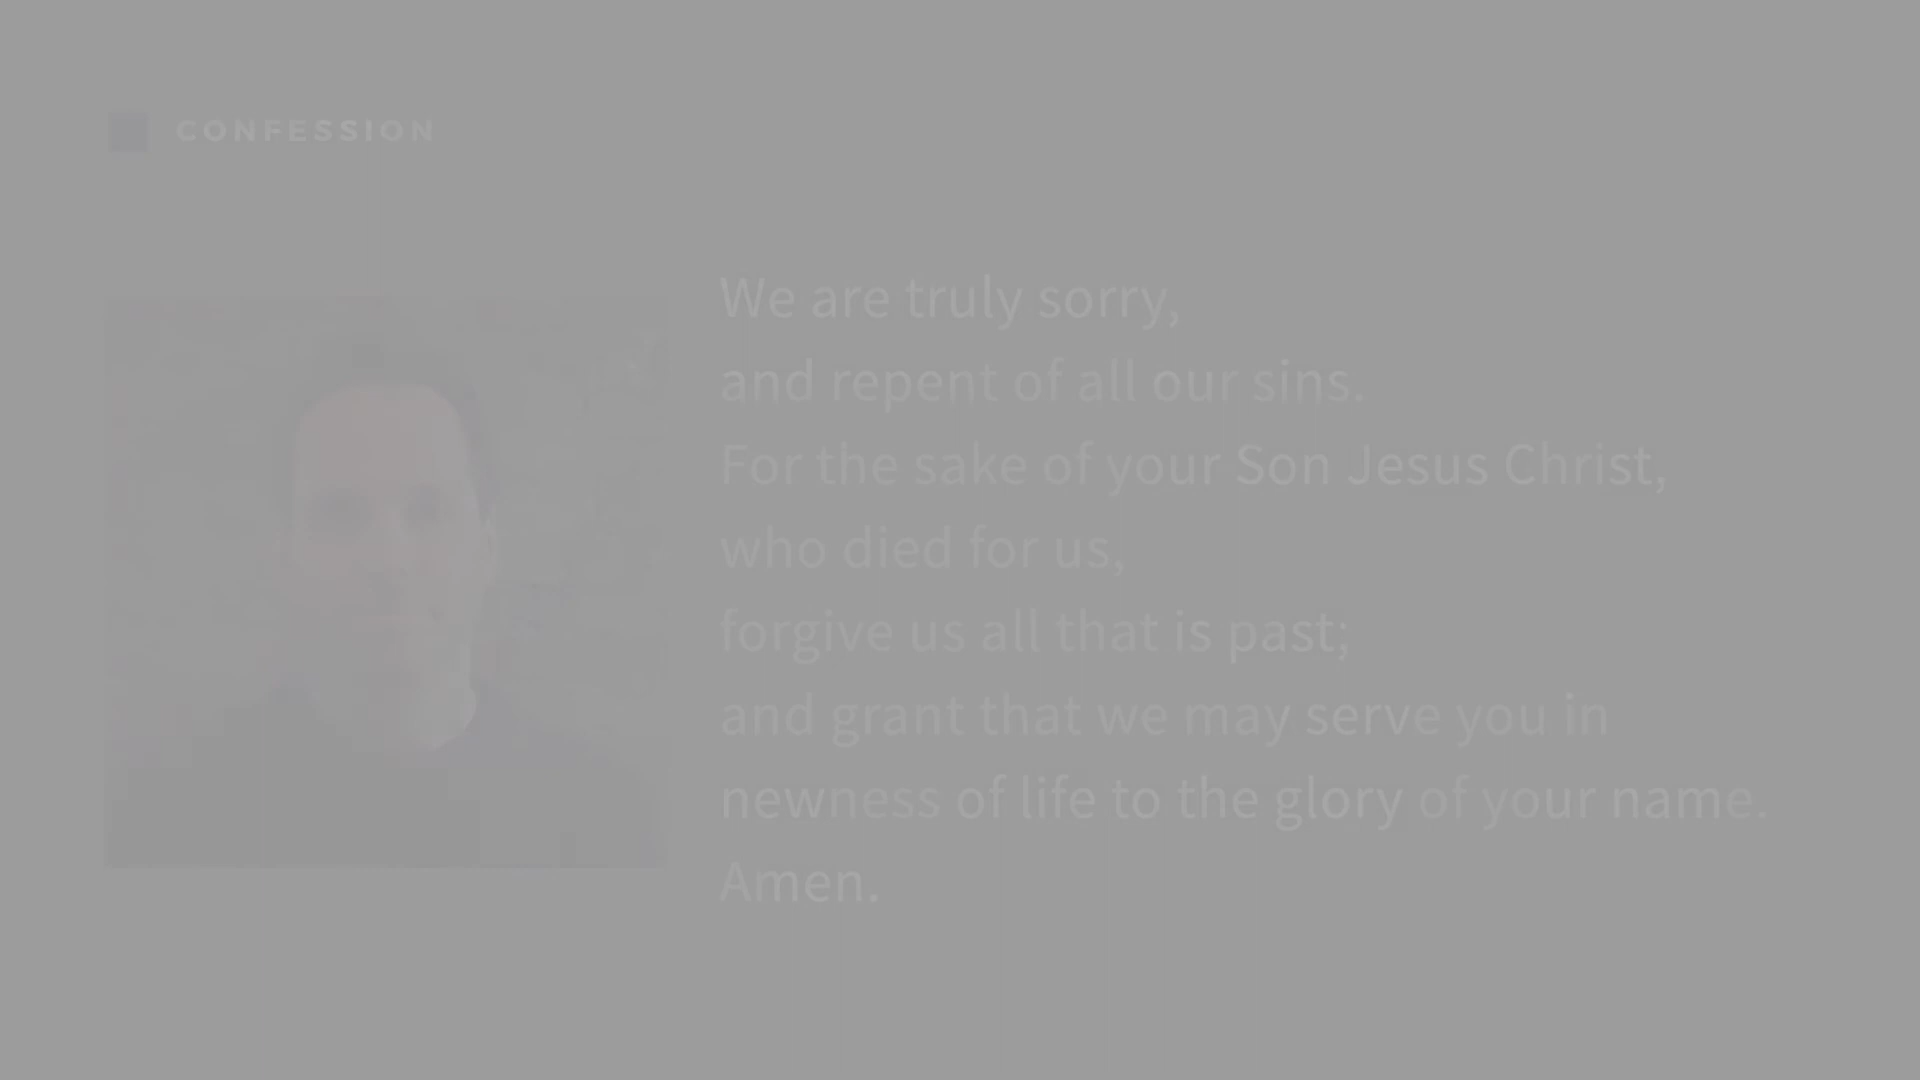 CONFESSION
We are truly sorry,
and repent of all our sins.
For the sake of your Son Jesus Christ,
who died for us,
forgive us all that is past;
and grant that we may serve you in
newness of life to the glory of your name.
Amen.